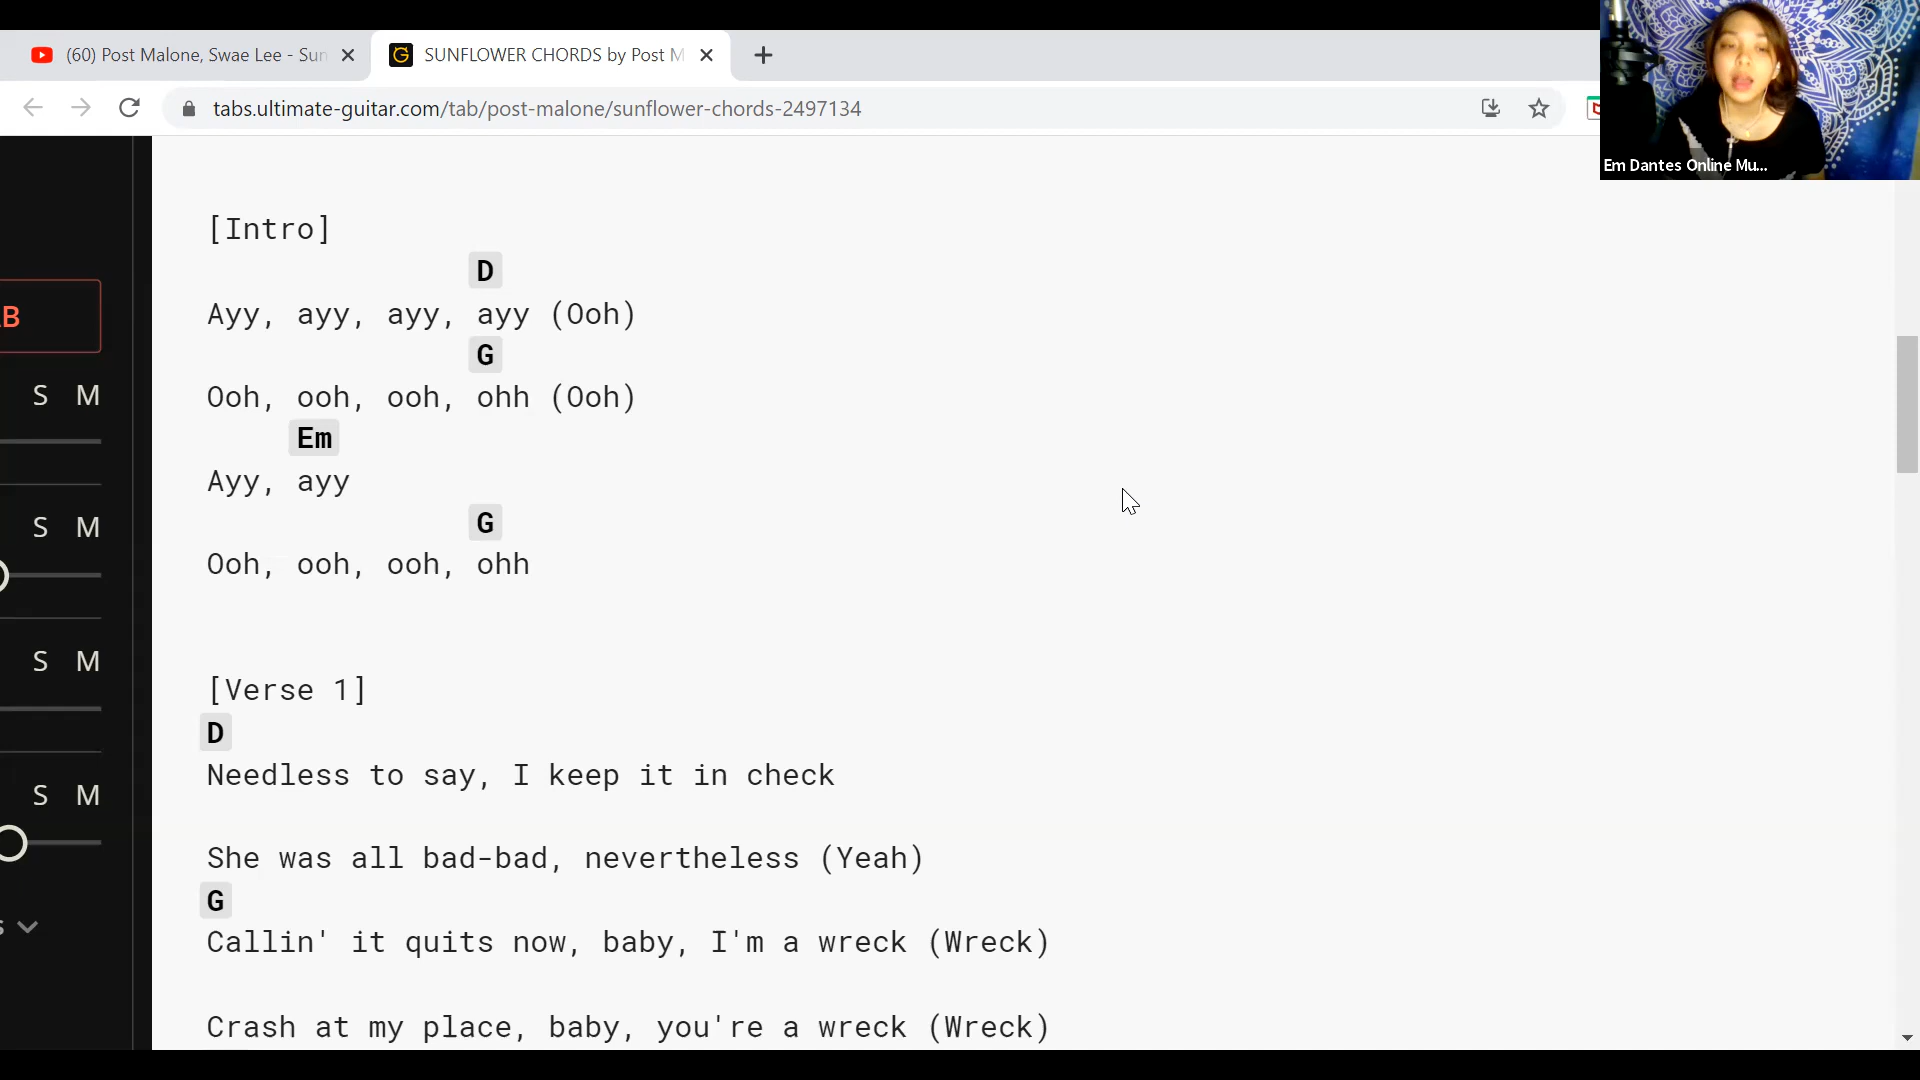 (60) Post Malone, Swae Lee - Sun
SUNFLOWER CHORDS by Post M
tabs.ultimate-guitar.com/tab/post-malone/sunflower-chords-2497134
Em Dantes Online Mu...
[Intro]
D
Ayy, ayy, ayy, ayy (Ooh)
G
Ooh, ooh, ooh, ohh (Ooh)
Em
Ayy, ayy
G
Ooh, ooh, ooh, ohh
[Verse 1]
D
Needless to say, I keep it in check
She was all bad-bad, nevertheless (Yeah)
G
Callin' it quits now, baby, I'm a wreck (Wreck)
Crash at my place, baby, you're a wreck (Wreck)
B
S M
S M
S M
S M